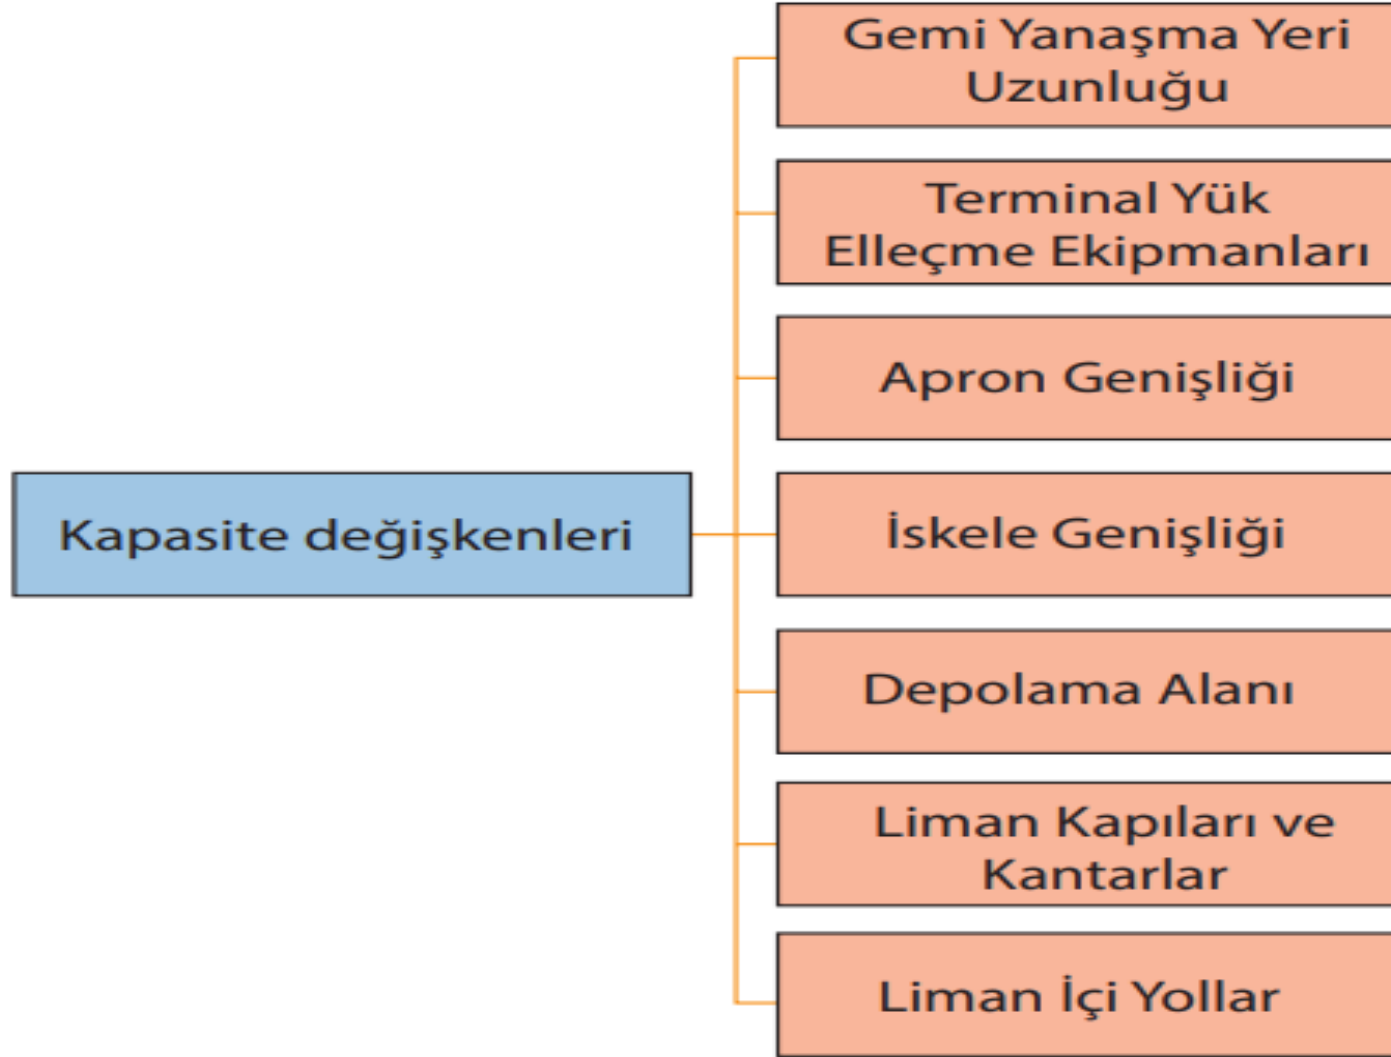 Gemi Yanaşma Yeri
Uzunluğu
Terminal Yük
Elleçme Ekipmanları
Apron Genişliği
Kapasite değişkenleri
İskele Genişliği
Depolama Alanı
Liman Kapıları ve
Kantarlar
Liman İçi Yollar